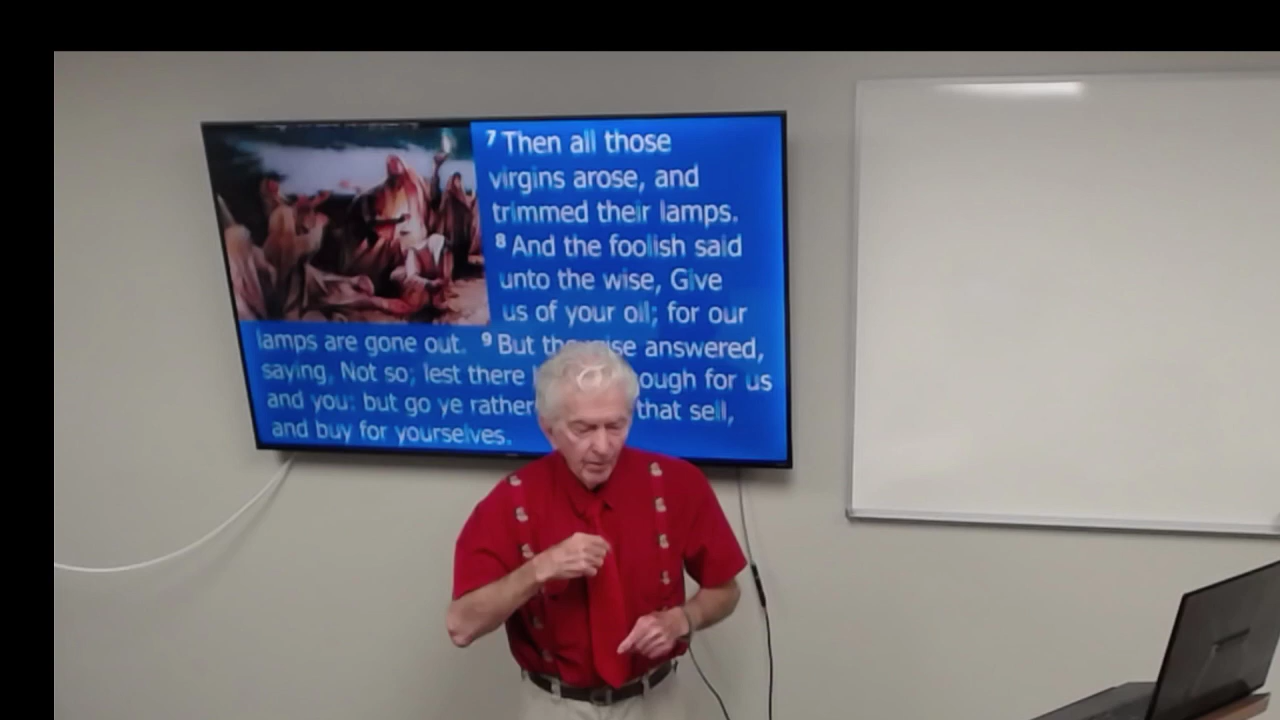 7 Then all those
virgins arose, and
trimmed their lamps.
8 And the foolish said
unto the wise, Give
us of your oil; for our
lamps are gone out. 9 But the wise answered,
saying, Not so; lest there ough for us
and you: but go ye rather that sell,
and buy for yourselves.